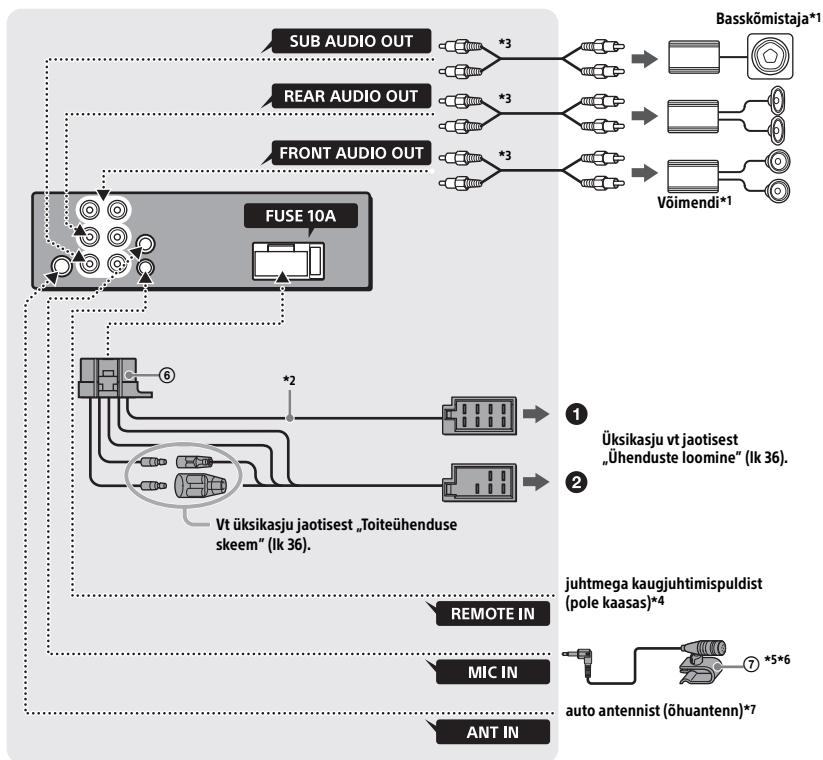 Basskõmistaja*1
SUB AUDIO OUT
*3
REAR AUDIO OUT
*3
FRONT AUDIO OUT
*3
Võimendi*1
FUSE 10A
⑥
*2
❶
Üksikasju vt jaotisest
„Ühenduste loomine” (lk 36).
❷
Vt üksikasju jaotisest „Toiteühenduse
skeem” (lk 36).
juhtmega kaugjuhtimispuldist
(pole kaasas)*4
REMOTE IN
⑦ *5*6
MIC IN
auto antennist (õhuantenn)*7
ANT IN